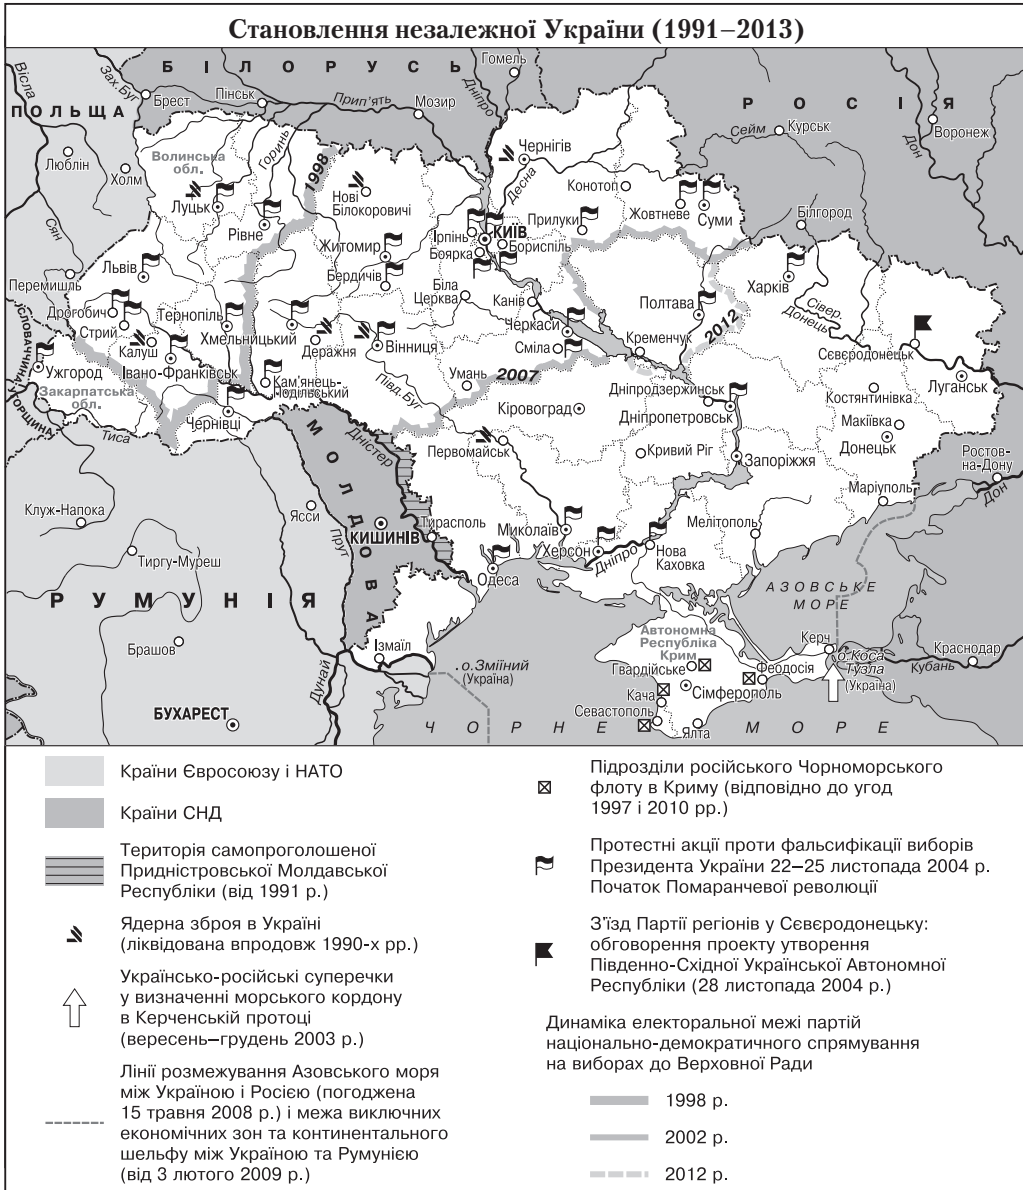 Становлення незалежної України (1991–2013)
БІЛОРУСЬ
РОСІЯ
ПОЛЬЩА
СЛОВАЧЧИНА
РУМУНІЯ
МОЛДОВА
Вісла
Зах. Буг
Брест
Пінськ
Прип'ять
Мозир
Гомель
Дніпро
Сейм
Курськ
Воронеж
Дон
Люблін
Холм
Волинська
обл.
Горинь
1998
Чернігів
Десна
Конотоп
Луцьк
Рівне
Нові
Білокоровичі
Прилуки
Жовтневе
Суми
Білгород
Сян
Перемишль
Львів
Житомир
Бердичів
Ірпінь
КИЇВ
Боярка
Бориспіль
Біла
Церква
Канів
Полтава
2012
Харків
Сівер.
Донець
Дрогобич
Стрий
Калуш
Тернопіль
Хмельницький
Деражня
Вінниця
Черкаси
Сміла
Кременчук
Сєвєродонецьк
Луганськ
Ужгород
Закарпатська
обл.
Івано-Франківськ
Кам'янець-
Подільський
Умань
2007
Півд. Буг
Чернівці
Тиса
Кіровоград
Дніпродзержинськ
Дніпропетровськ
Костянтинівка
Макіївка
Донецьк
Дністер
Первомайськ
Кривий Ріг
Запоріжжя
Ростов-
на-Дону
Дон
Маріуполь
Клуж-Напока
Ясси
Прут
КИШИНІВ
Тирасполь
Миколаїв
Херсон
Дніпро
Нова
Каховка
Мелітополь
Тиргу-Муреш
Одеса
АЗОВСЬКЕ
МОРЕ
Брашов
Ізмаїл
Дунай
о. Зміїний
(Україна)
Автономна
Республіка
Крим
Гвардійське
Феодосія
Керч
о. Коса
Тузла
(Україна)
Краснодар
Кубань
БУХАРЕСТ
Кача
Сімферополь
Севастополь
Ялта
ЧОРНЕ МОРЕ
Країни Євросоюзу і НАТО
Країни СНД
Територія самопроголошеної
Придністровської Молдавської
Республіки (від 1991 р.)
Ядерна зброя в Україні
(ліквідована впродовж 1990-х рр.)
Українсько-російські суперечки
у визначенні морського кордону
в Керченській протоці
(вересень–грудень 2003 р.)
Лінії розмежування Азовського моря
між Україною і Росією (погоджена
15 травня 2008 р.) і межа виключних
економічних зон та континентального
шельфу між Україною та Румунією
(від 3 лютого 2009 р.)
Підрозділи російського Чорноморського
флоту в Криму (відповідно до угод
1997 і 2010 рр.)
Протестні акції проти фальсифікації виборів
Президента України 22–25 листопада 2004 р.
Початок Помаранчевої революції
З'їзд Партії регіонів у Сєвєродонецьку:
обговорення проекту утворення
Південно-Східної Української Автономної
Республіки (28 листопада 2004 р.)
Динаміка електоральної межі партій
національно-демократичного спрямування
на виборах до Верховної Ради
1998 р.
2002 р.
2012 р.